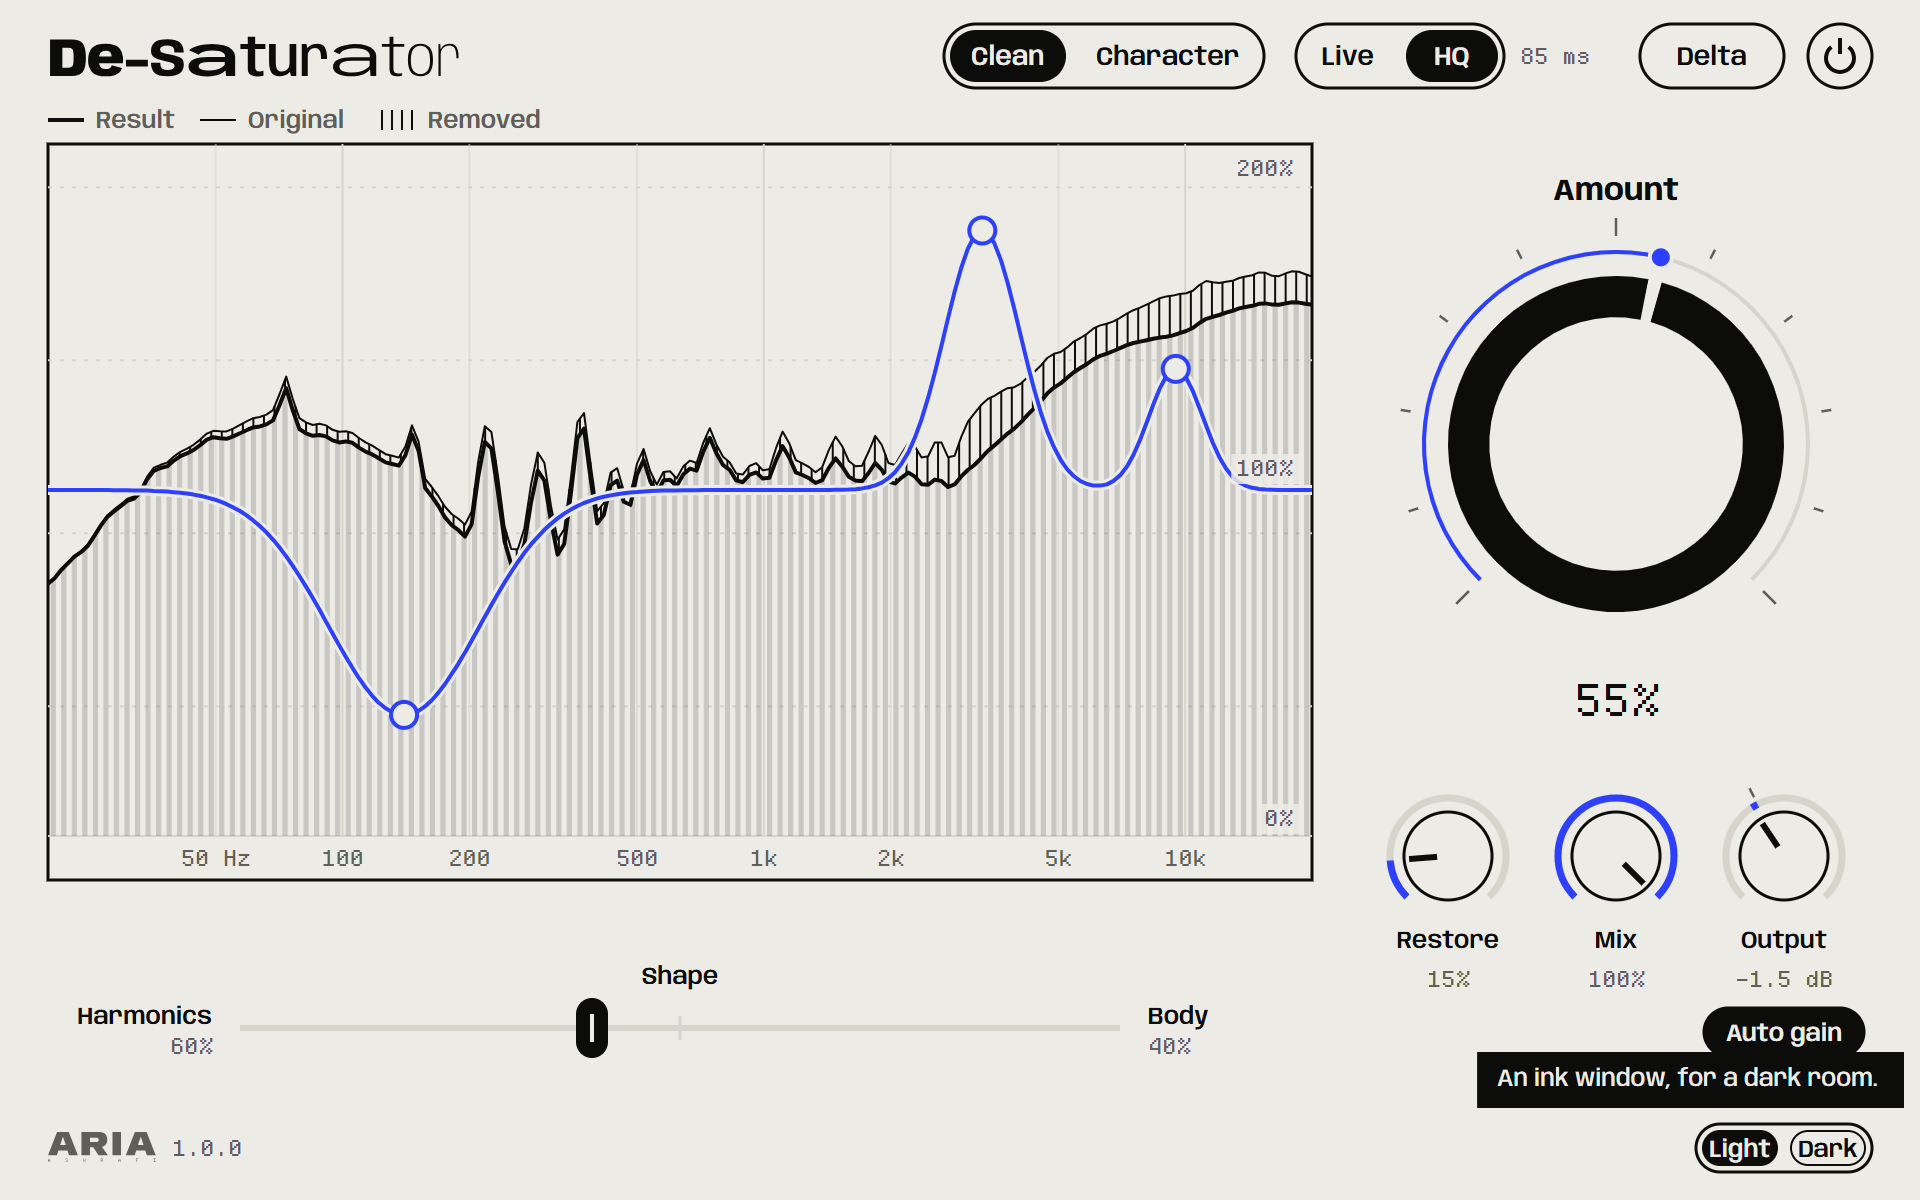 De-Saturator
Clean Character
Live HQ 85 ms
Delta
Result Original Removed
200%
100%
0%
50 Hz 100 200 500 1k 2k 5k 10k
Amount
55%
Restore Mix Output
15% 100% -1.5 dB
Shape
Harmonics Body
60% 40%
Auto gain
An ink window, for a dark room.
ARIA 1.0.0
Light Dark